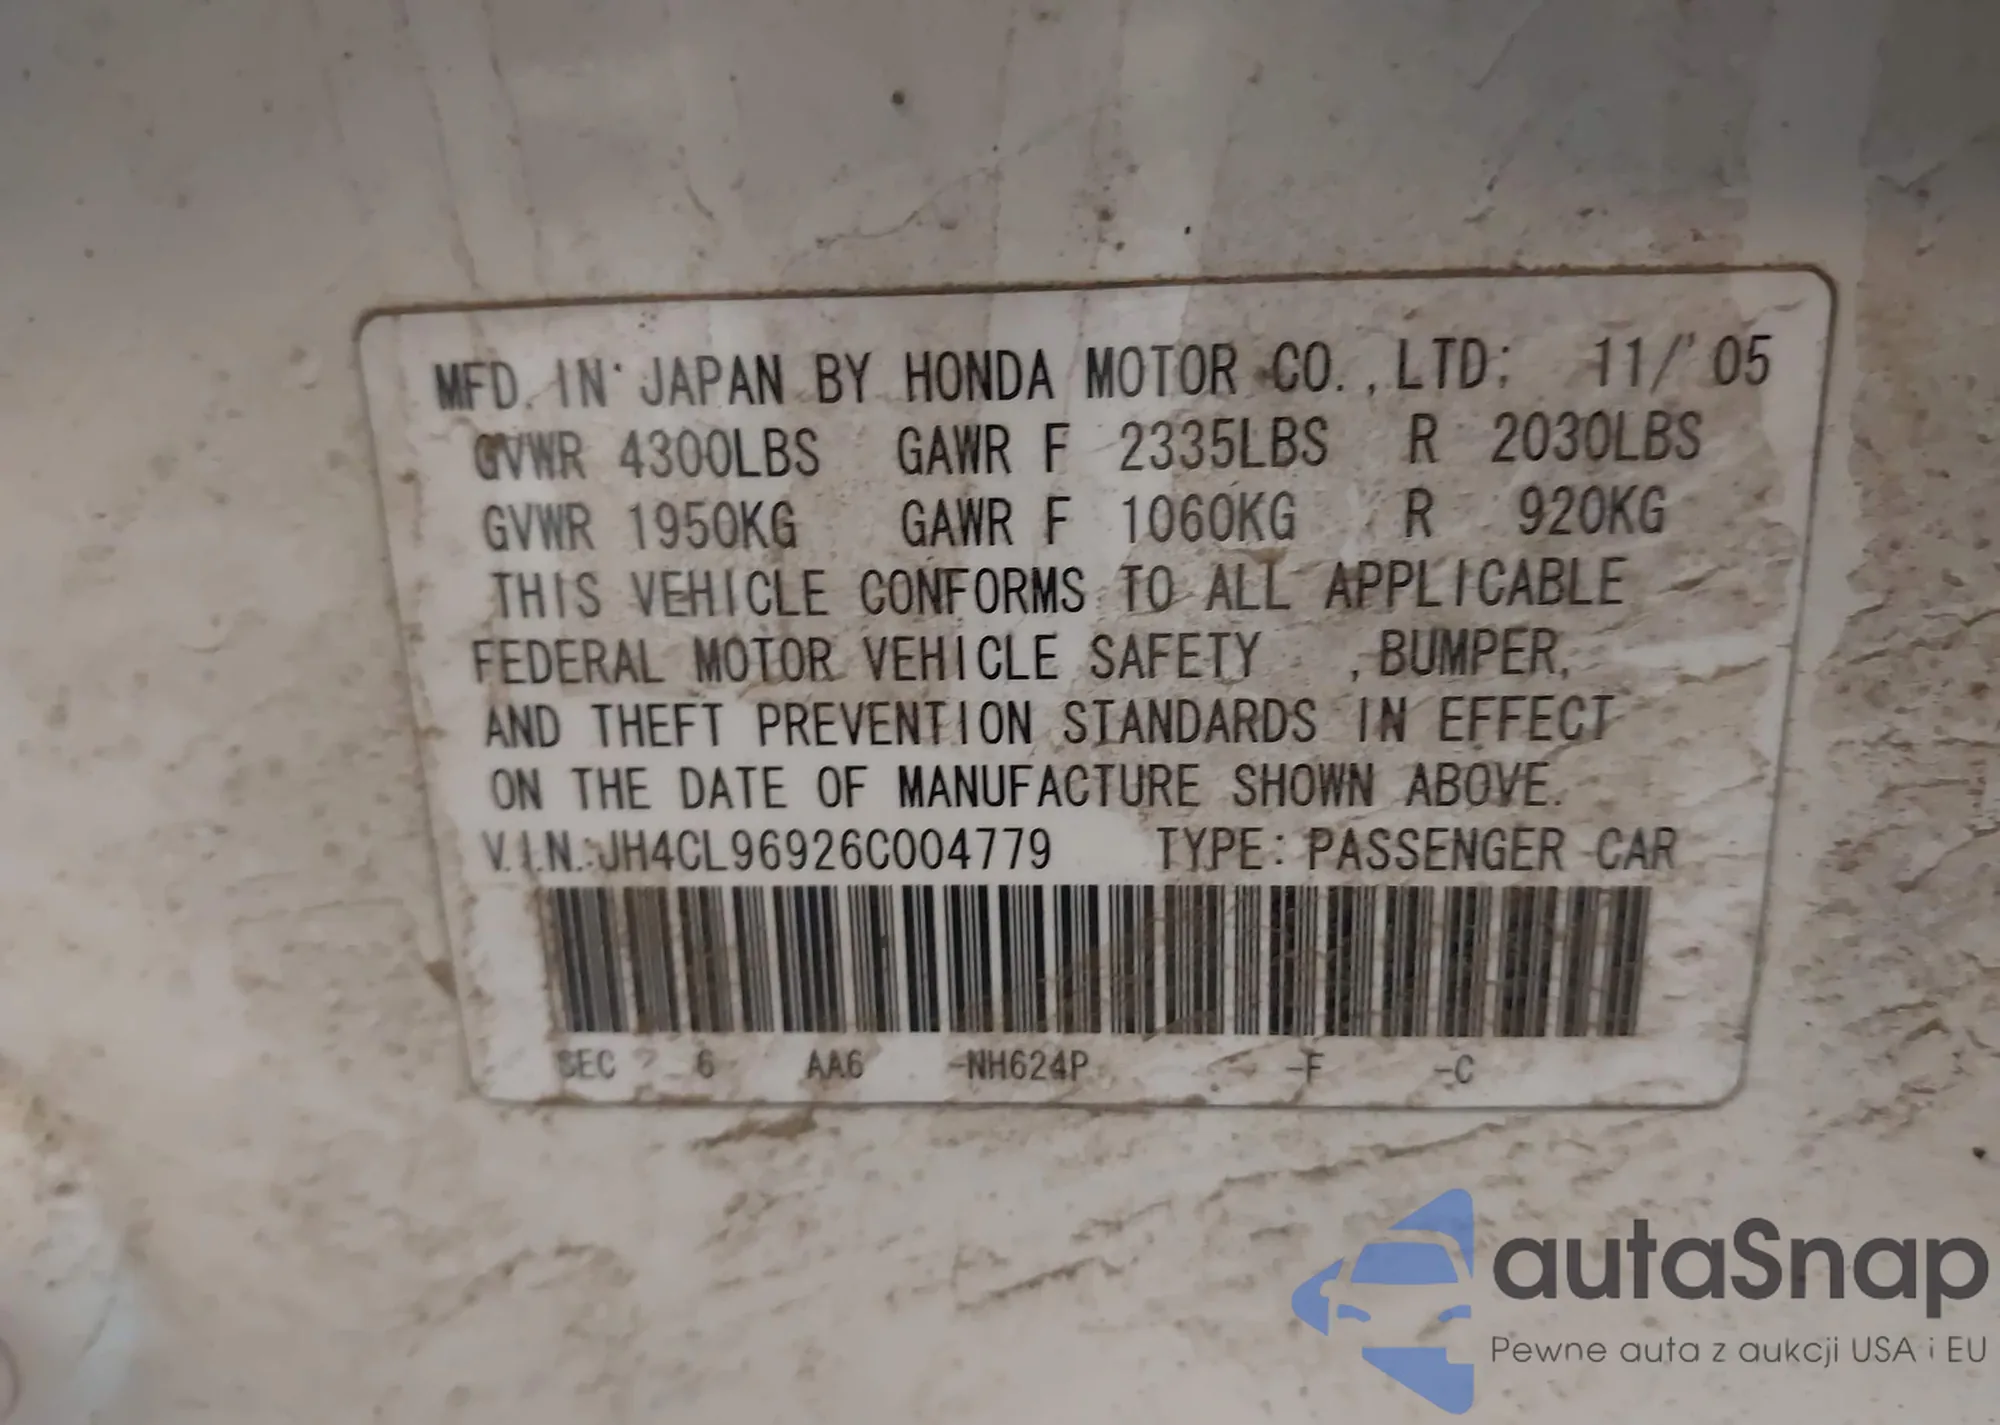 MFD. IN JAPAN BY HONDA MOTOR CO.,LTD; 11/'05
GVWR 4300LBS GAWR F 2335LBS R 2030LBS
GVWR 1950KG GAWR F 1060KG R 920KG
THIS VEHICLE CONFORMS TO ALL APPLICABLE
FEDERAL MOTOR VEHICLE SAFETY ,BUMPER,
AND THEFT PREVENTION STANDARDS IN EFFECT
ON THE DATE OF MANUFACTURE SHOWN ABOVE.
V.I.N.:JH4CL96926C004779 TYPE: PASSENGER CAR
SEC 6 AA6 -NH624P -F -C
autaSnap
Pewne auta z aukcji USA i EU